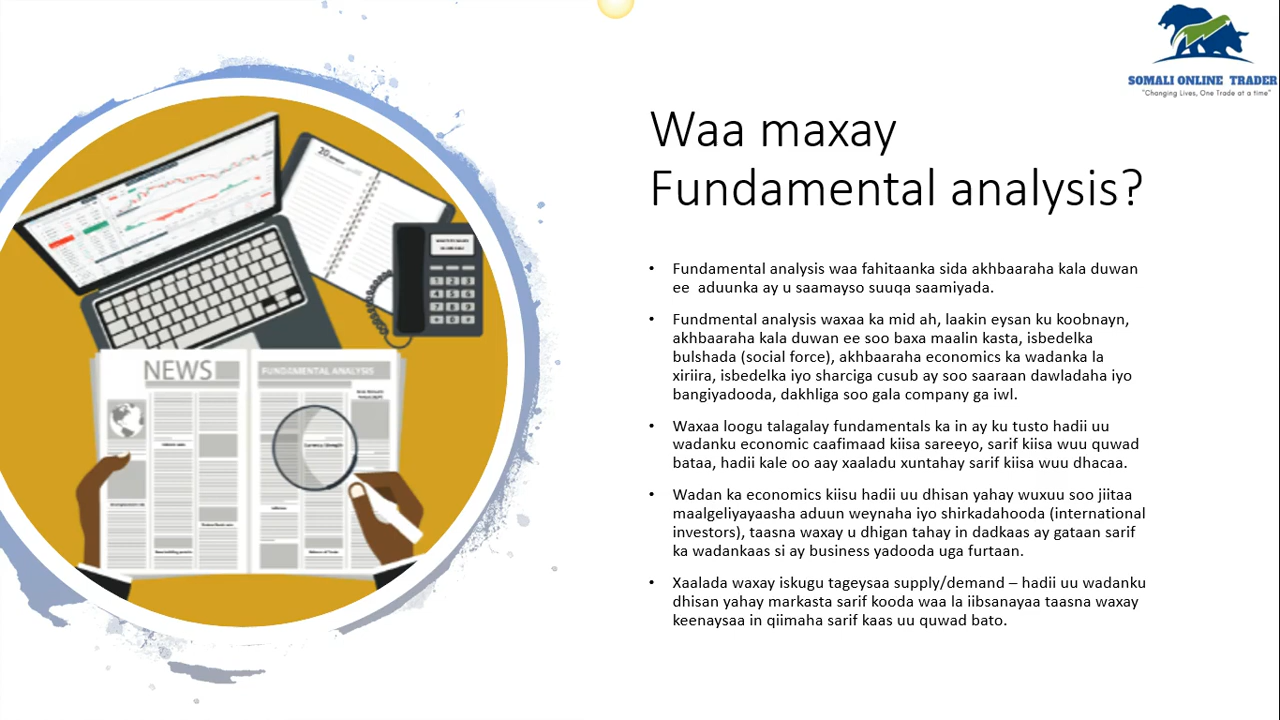 SOMALI ONLINE TRADER
"Changing Lives, One Trade at a time"
Waa maxay
Fundamental analysis?
• Fundamental analysis waa fahitaanka sida akhbaaraha kala duwan
ee aduunka ay u saamayso suuqa saamiyada.
• Fundmental analysis waxaa ka mid ah, laakin eysan ku koobnayn,
akhbaaraha kala duwan ee soo baxa maalin kasta, isbedelka
bulshada (social force), akhbaaraha economics ka wadanka la
xiriira, isbedelka iyo sharciga cusub ay soo saaraan dawladaha iyo
bangiyadooda, dakhliga soo gala company ga iwl.
• Waxaa loogu talagalay fundamentals ka in ay ku tusto hadii uu
wadanku economic caafimaad kiisa sareeyo, sarif kiisa wuu quwad
bataa, hadii kale oo aay xaaladu xuntahay sarif kiisa wuu dhacaa.
• Wadan ka economics kiisu hadii uu dhisan yahay wuxuu soo jiitaa
maalgeliyayaasha aduun weynaha iyo shirkadahooda (international
investors), taasna waxay u dhigan tahay in dadkaas ay gataan sarif
ka wadankaas si ay business yadooda uga furtaan.
• Xaalada waxay iskugu tageysaa supply/demand – hadii uu wadanku
dhisan yahay markasta sarif kooda waa la iibsanayaa taasna waxay
keenaysaa in qiimaha sarif kaas uu quwad bato.
20
NEWS
FUNDAMENTAL ANALYSIS
Currency Strength
Balance of Trade